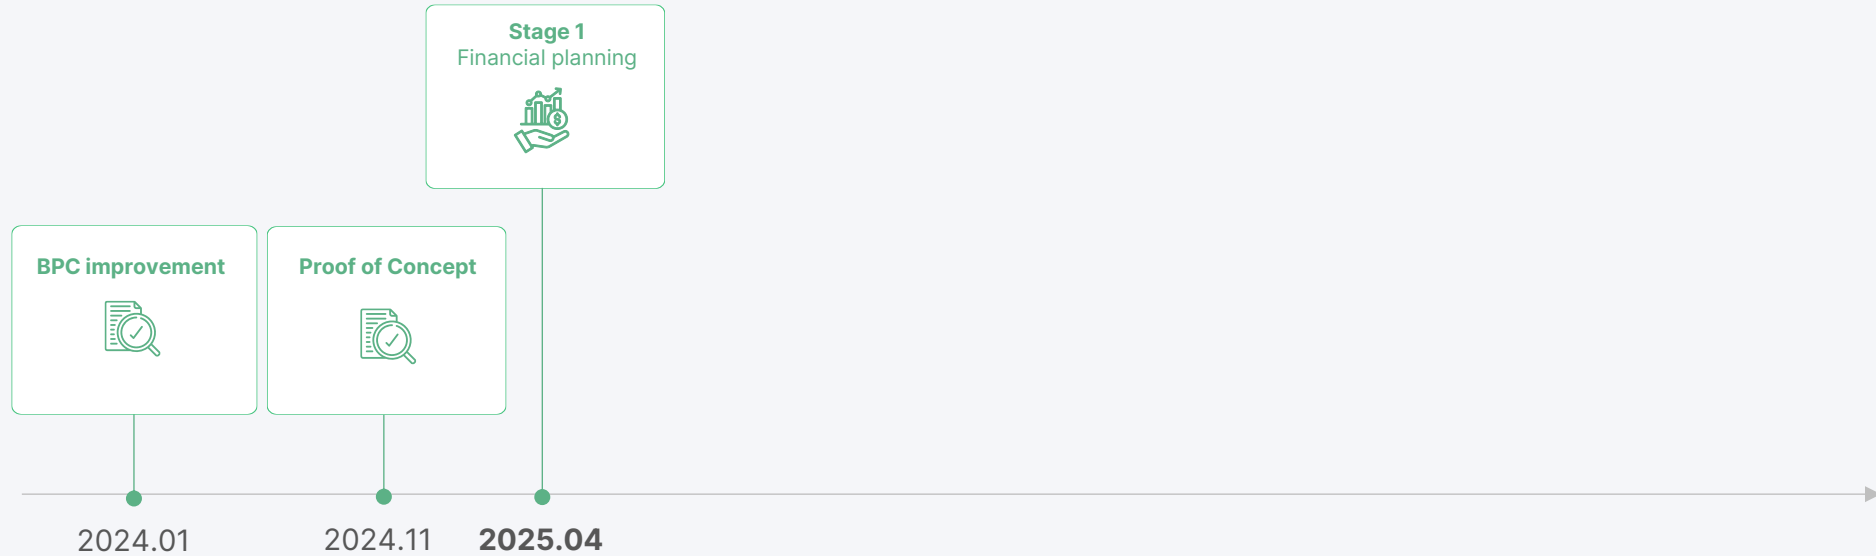 Stage 1
Financial planning
BPC improvement
Proof of Concept
2024.01
2024.11
2025.04